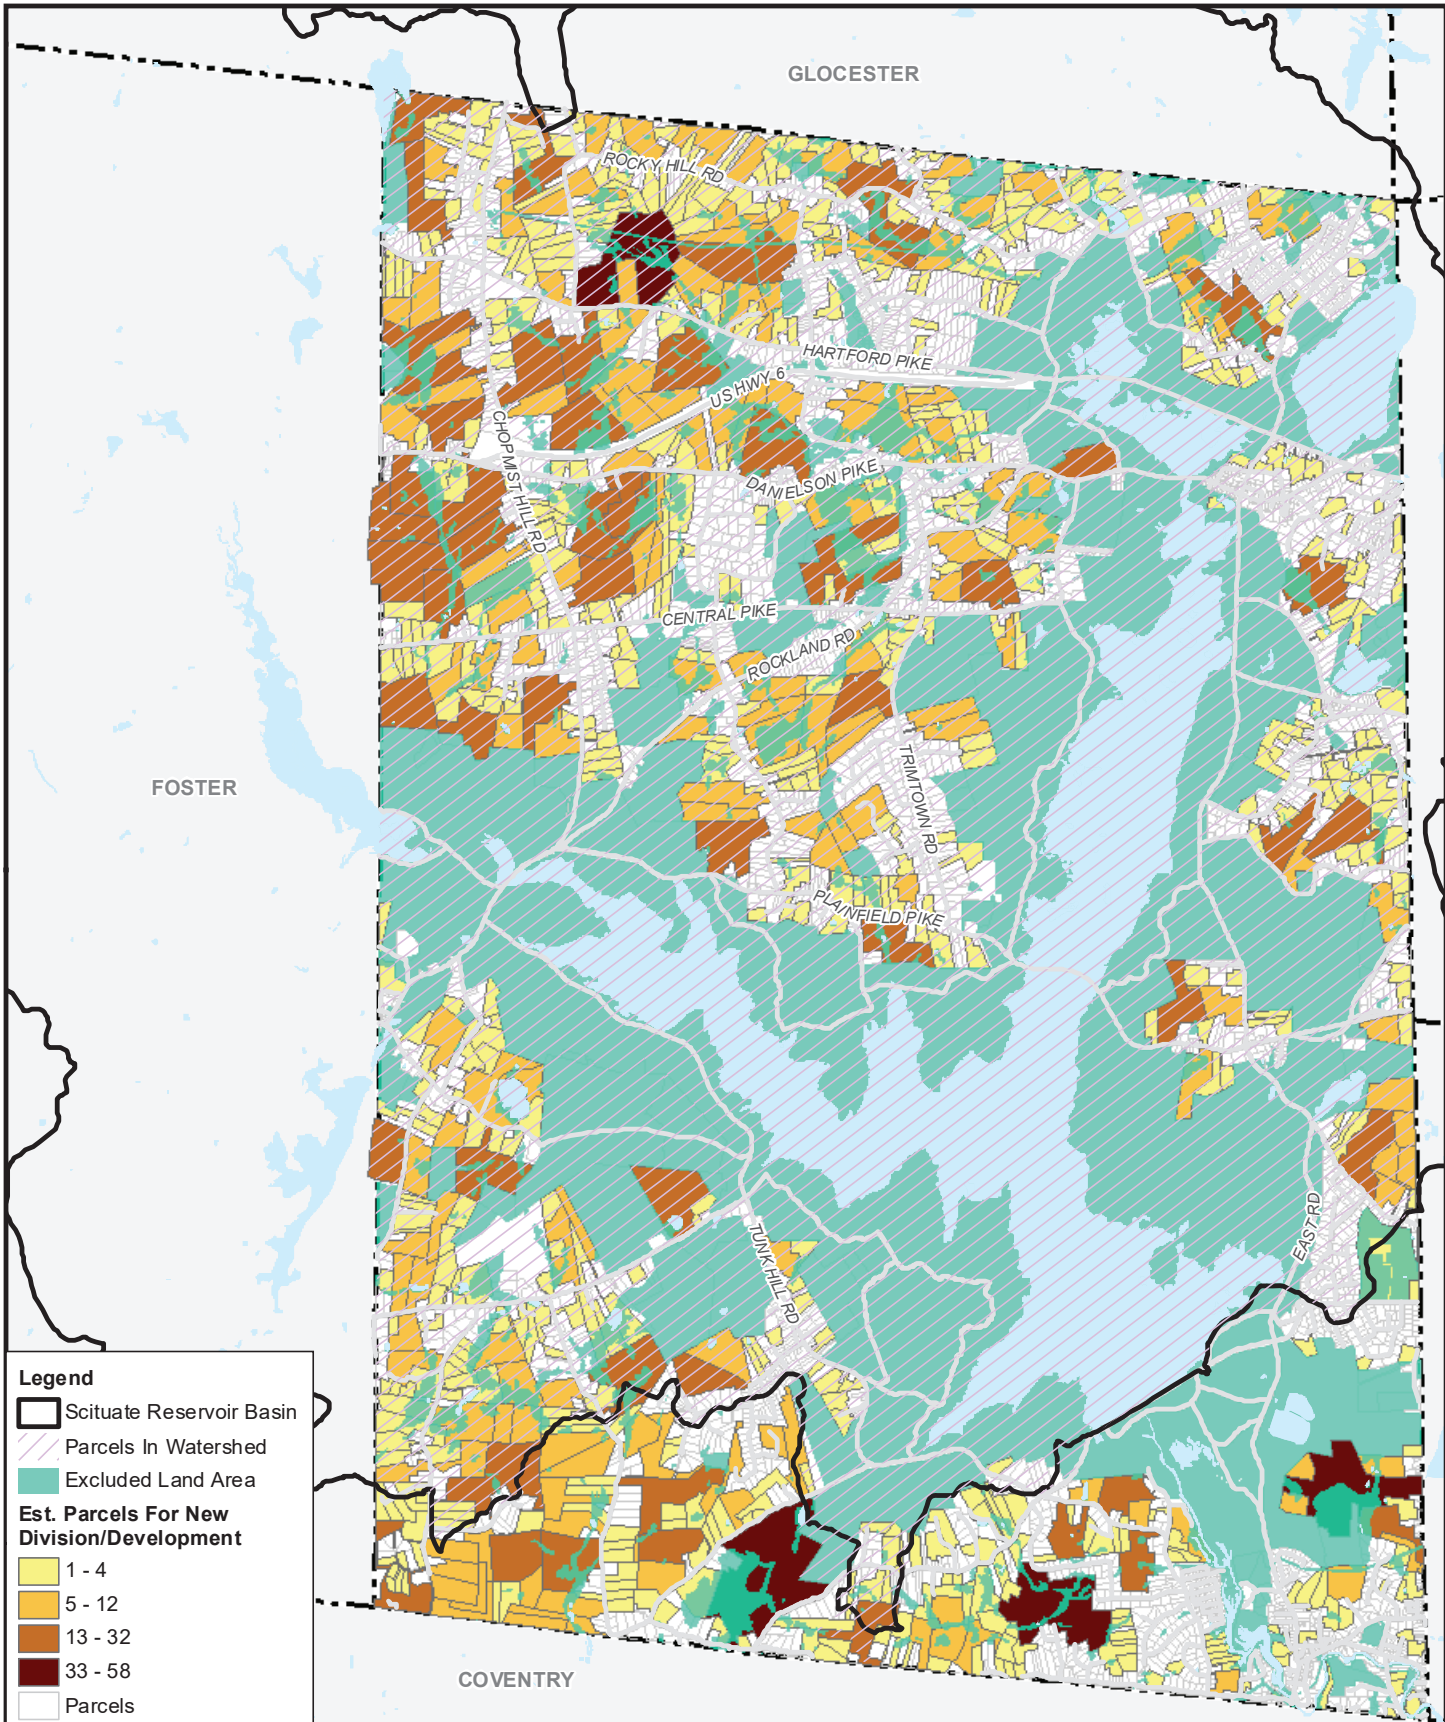 GLOCESTER
ROCKY HILL RD
HARTFORD PIKE
US HWY 6
CHOPMIST HILL RD
DANIELSON PIKE
CENTRAL PIKE
ROCKLAND RD
TRIMTOWN RD
FOSTER
PLAINFIELD PIKE
EAST RD
TUNK HILL RD
Legend
Scituate Reservoir Basin
Parcels In Watershed
Excluded Land Area
Est. Parcels For New
Division/Development
1 - 4
5 - 12
13 - 32
33 - 58
Parcels
COVENTRY